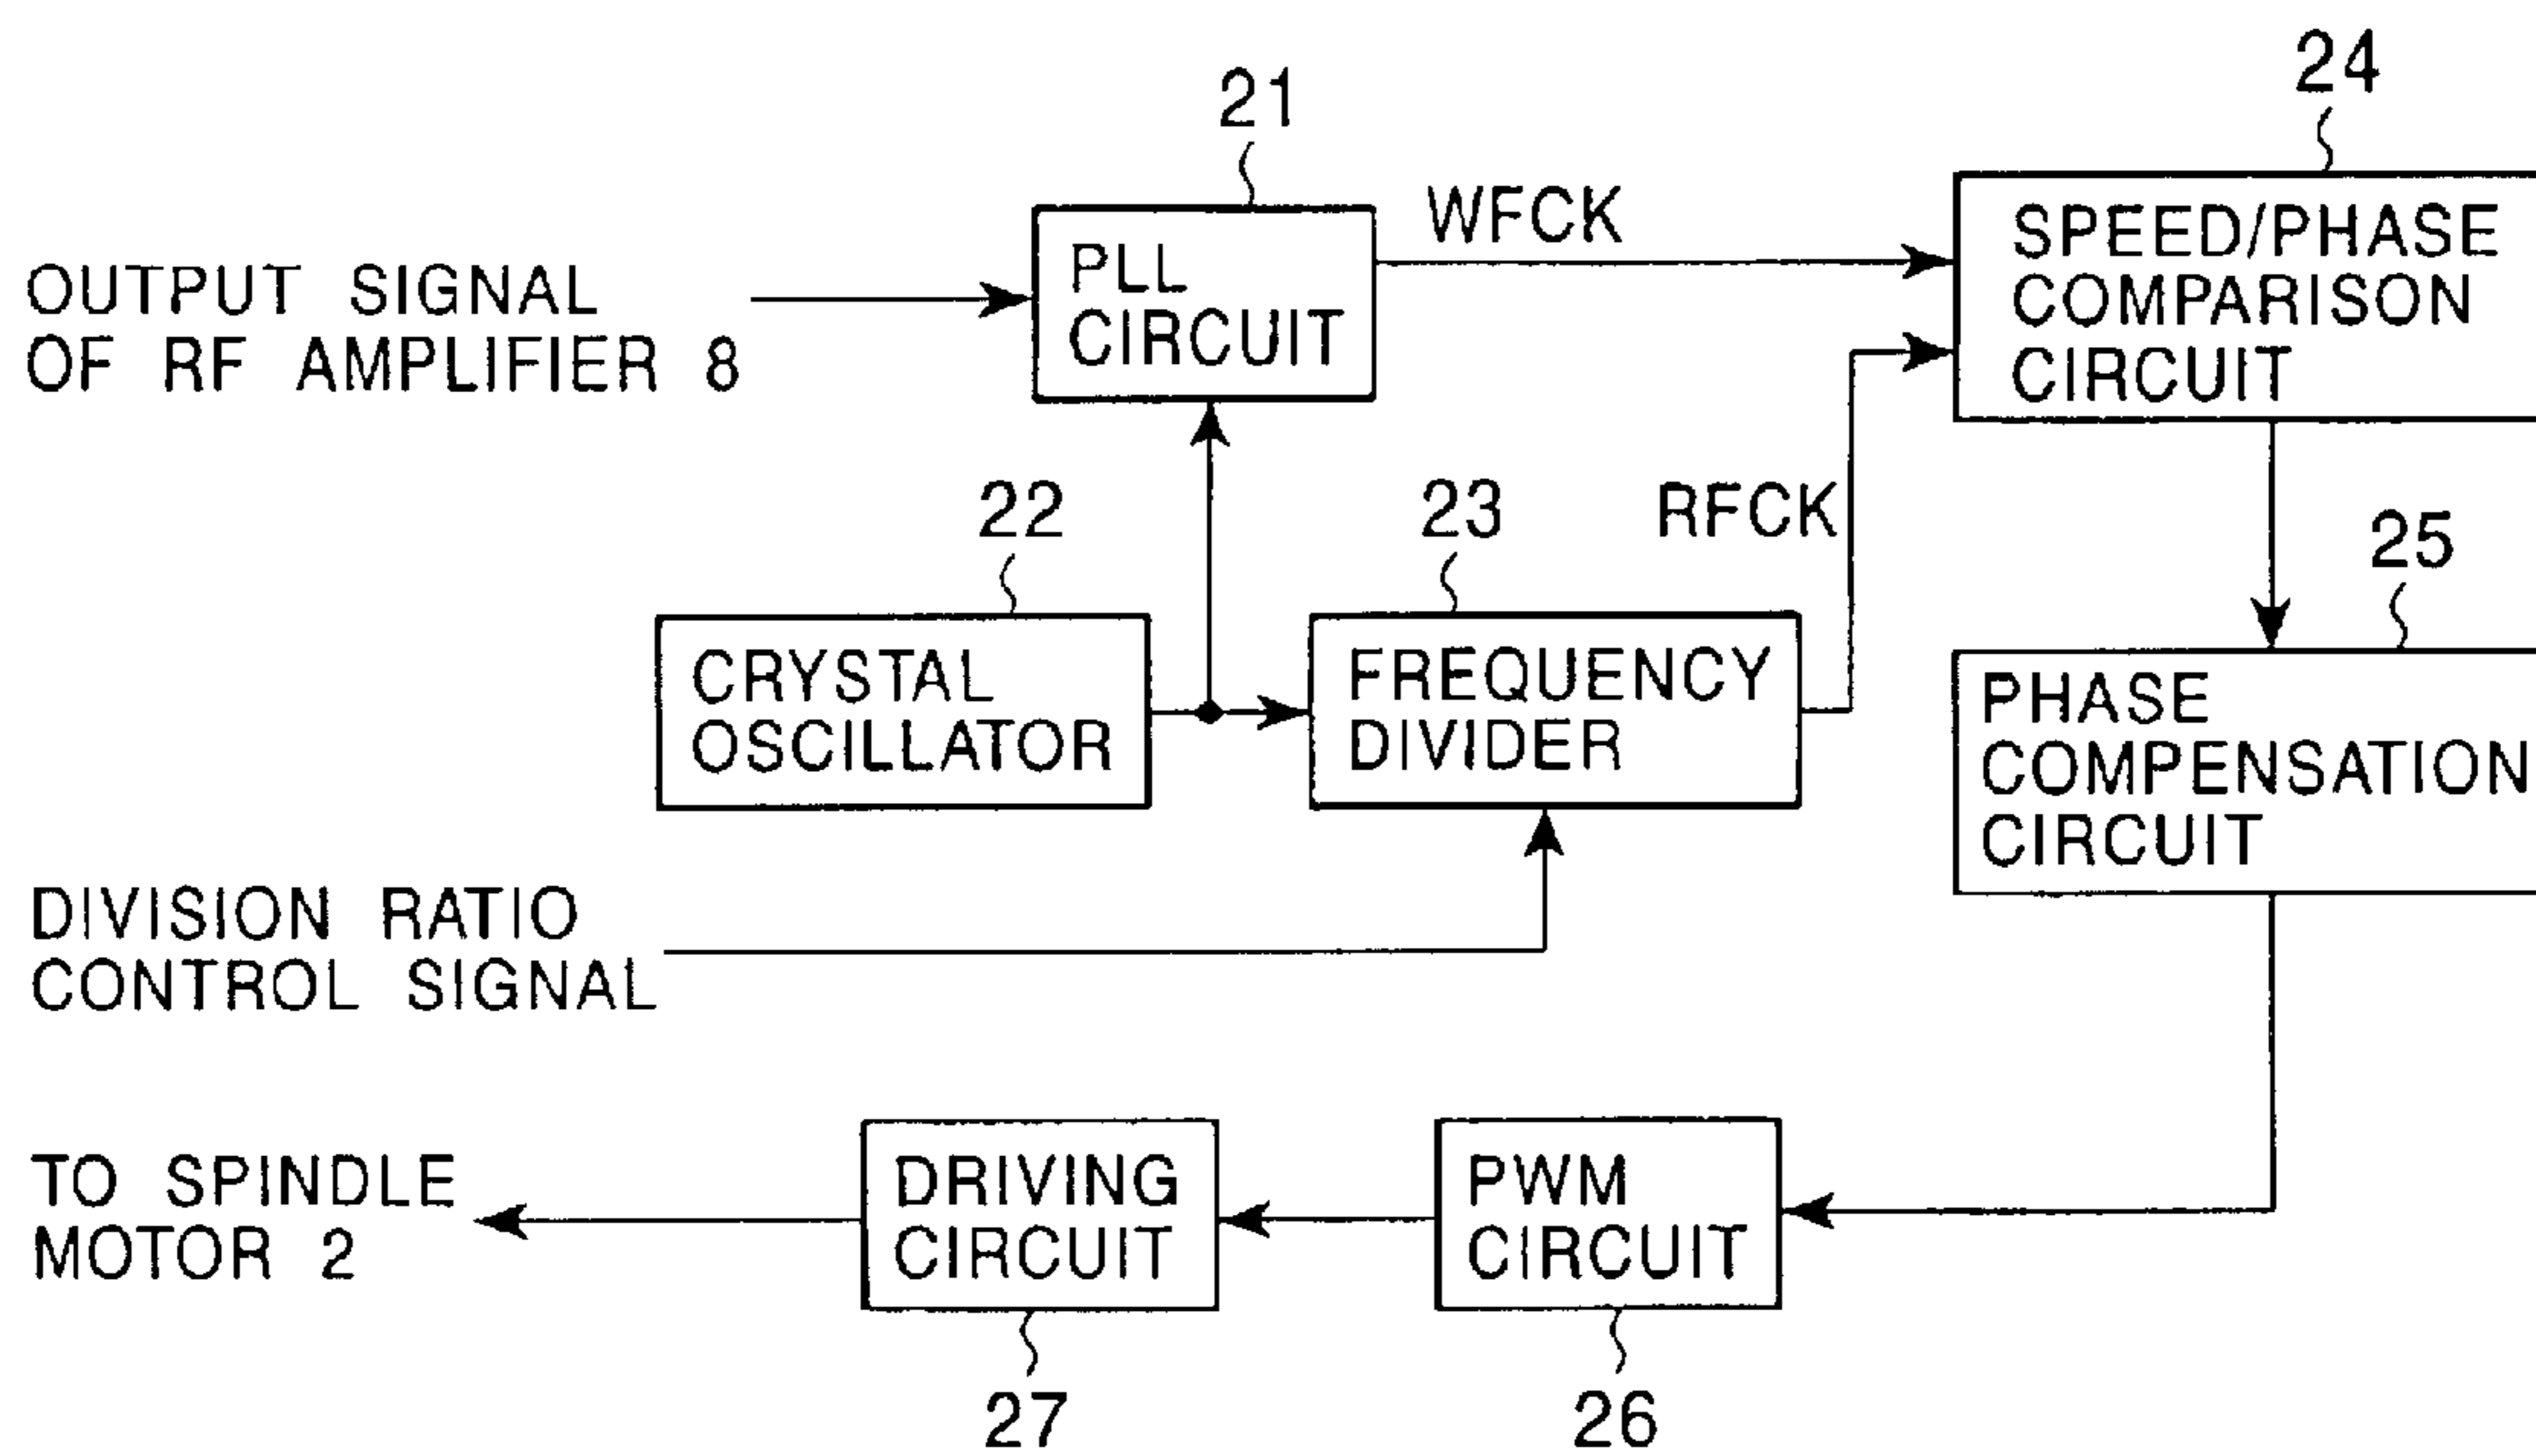 24
21
WFCK
SPEED/PHASE
COMPARISON
CIRCUIT
PLL
CIRCUIT
OUTPUT SIGNAL
OF RF AMPLIFIER 8
22
23
RFCK
25
CRYSTAL
OSCILLATOR
FREQUENCY
DIVIDER
PHASE
COMPENSATION
CIRCUIT
DIVISION RATIO
CONTROL SIGNAL
TO SPINDLE
MOTOR 2
DRIVING
CIRCUIT
PWM
CIRCUIT
27
26